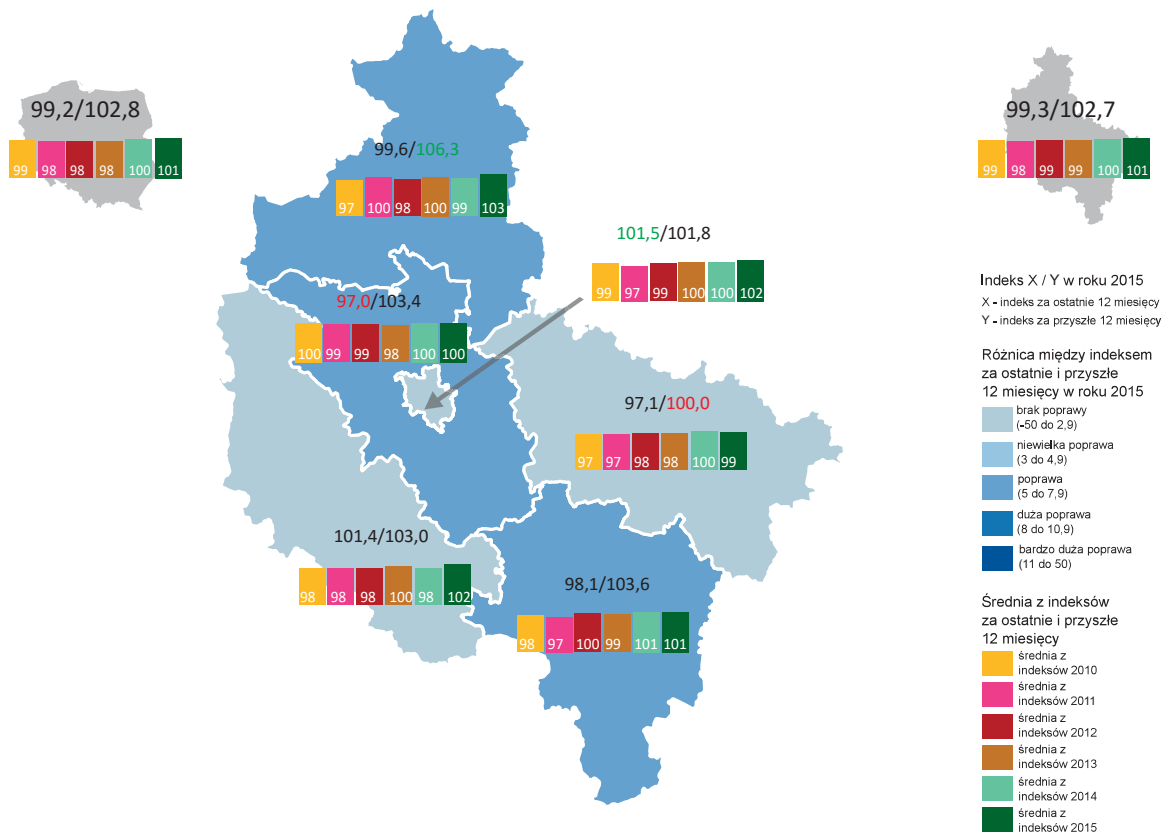 99,2/102,8
99 98 98 98 100 101
99,3/102,7
99 98 99 99 100 101
99,6/106,3
97 100 98 100 99 103
101,5/101,8
99 97 99 100 100 102
97,0/103,4
100 99 99 98 100 100
97,1/100,0
97 97 98 98 100 99
101,4/103,0
98 98 98 100 98 102
98,1/103,6
98 97 100 99 101 101
Indeks X / Y w roku 2015
X - indeks za ostatnie 12 miesięcy
Y - indeks za przyszłe 12 miesięcy
Różnica między indeksem
za ostatnie i przyszłe
12 miesięcy w roku 2015
brak poprawy
(-50 do 2,9)
niewielka poprawa
(3 do 4,9)
poprawa
(5 do 7,9)
duża poprawa
(8 do 10,9)
bardzo duża poprawa
(11 do 50)
Średnia z indeksów
za ostatnie i przyszłe
12 miesięcy
średnia z
indeksów 2010
średnia z
indeksów 2011
średnia z
indeksów 2012
średnia z
indeksów 2013
średnia z
indeksów 2014
średnia z
indeksów 2015